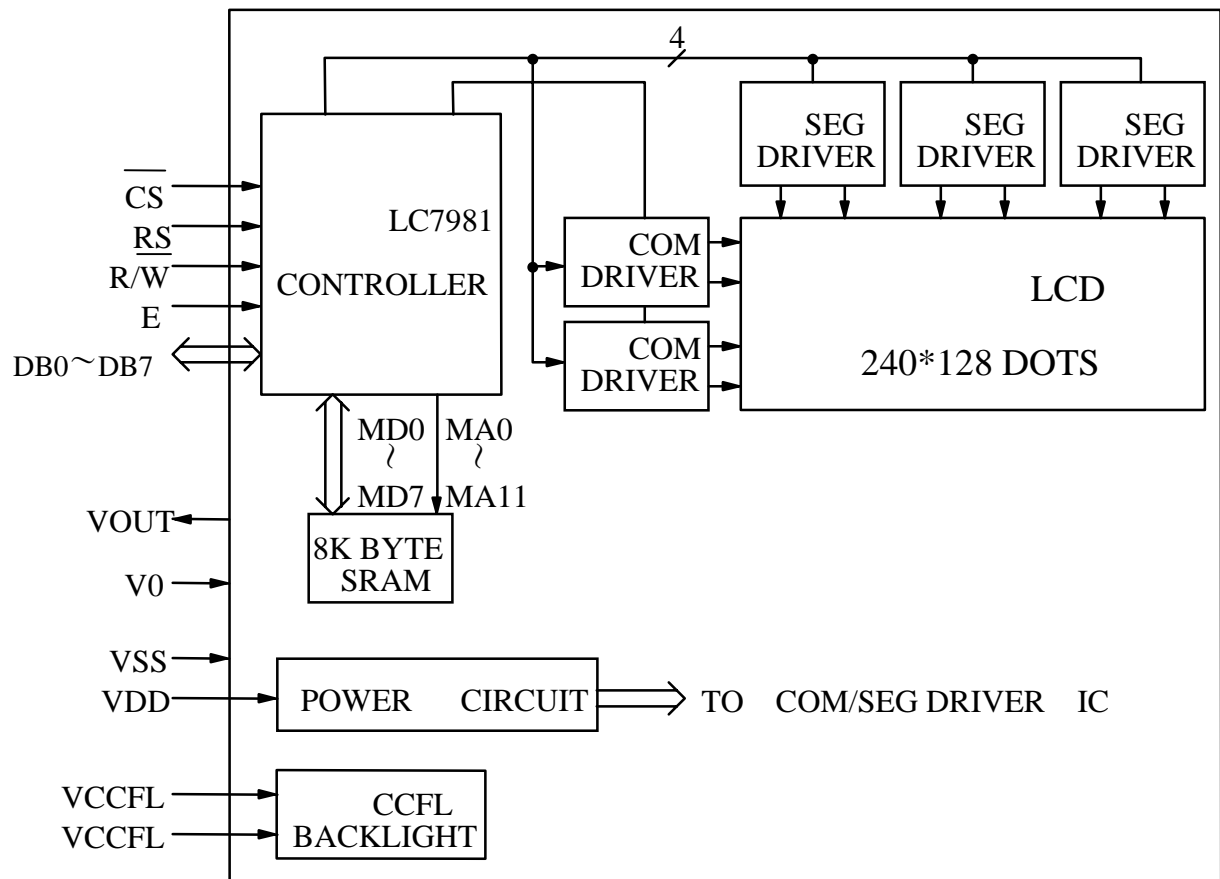 4
SEG
DRIVER
SEG
DRIVER
SEG
DRIVER
CS
RS
R/W
E
DB0～DB7
LC7981
CONTROLLER
COM
DRIVER
COM
DRIVER
LCD
240*128 DOTS
MD0
～
MD7
MA0
～
MA11
VOUT
V0
8K BYTE
SRAM
VSS
VDD
POWER CIRCUIT
TO COM/SEG DRIVER IC
VCCFL
VCCFL
CCFL
BACKLIGHT